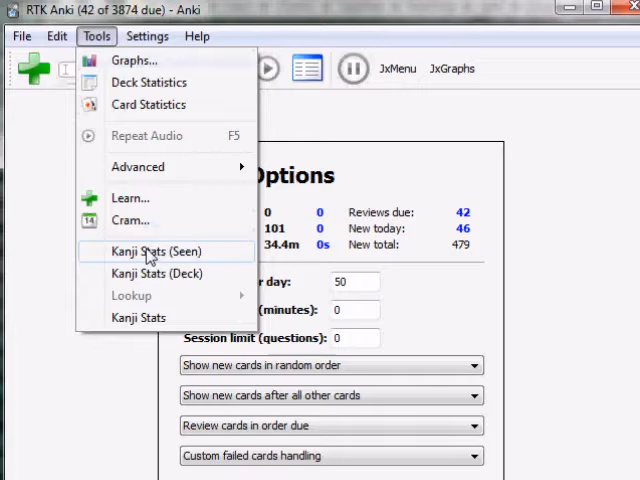 RTK Anki (42 of 3874 due) - Anki
File Edit Tools Settings Help
Graphs...
Deck Statistics
Card Statistics
Repeat Audio F5
Advanced
Learn...
14 Cram...
Kanji Stats (Seen)
Kanji Stats (Deck)
Lookup
Kanji Stats
JxMenu JxGraphs
Options
0 0 Reviews due: 42
101 0 New today: 46
34.4m 0s New total: 479
er day: 50
(minutes): 0
Session limit (questions): 0
Show new cards in random order
Show new cards after all other cards
Review cards in order due
Custom failed cards handling